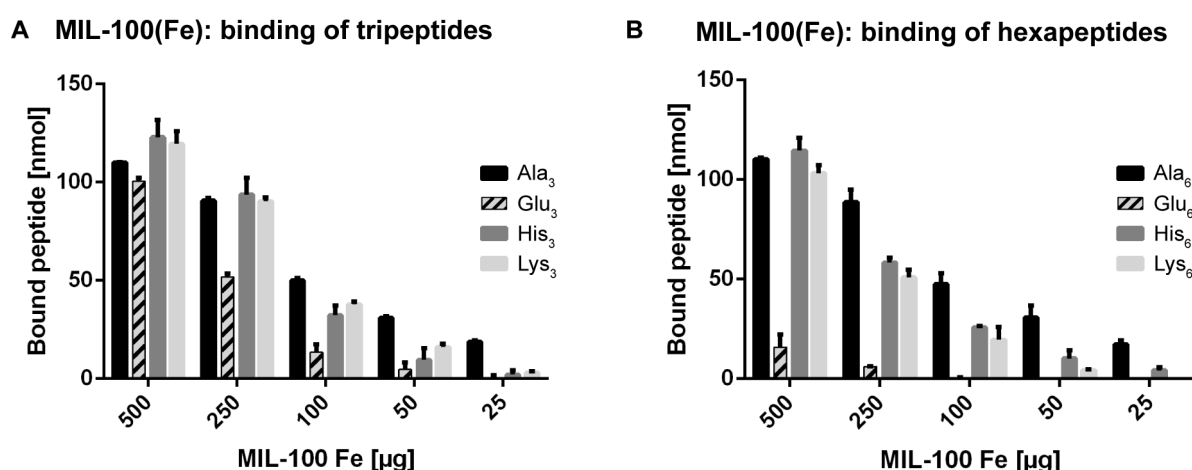 A MIL-100(Fe): binding of tripeptides
Bound peptide [nmol]
150
100
50
0
500
250
100
50
25
MIL-100 Fe [µg]
Ala3
Glu3
His3
Lys3
B MIL-100(Fe): binding of hexapeptides
Bound peptide [nmol]
150
100
50
0
500
250
100
50
25
MIL-100 Fe [µg]
Ala6
Glu6
His6
Lys6